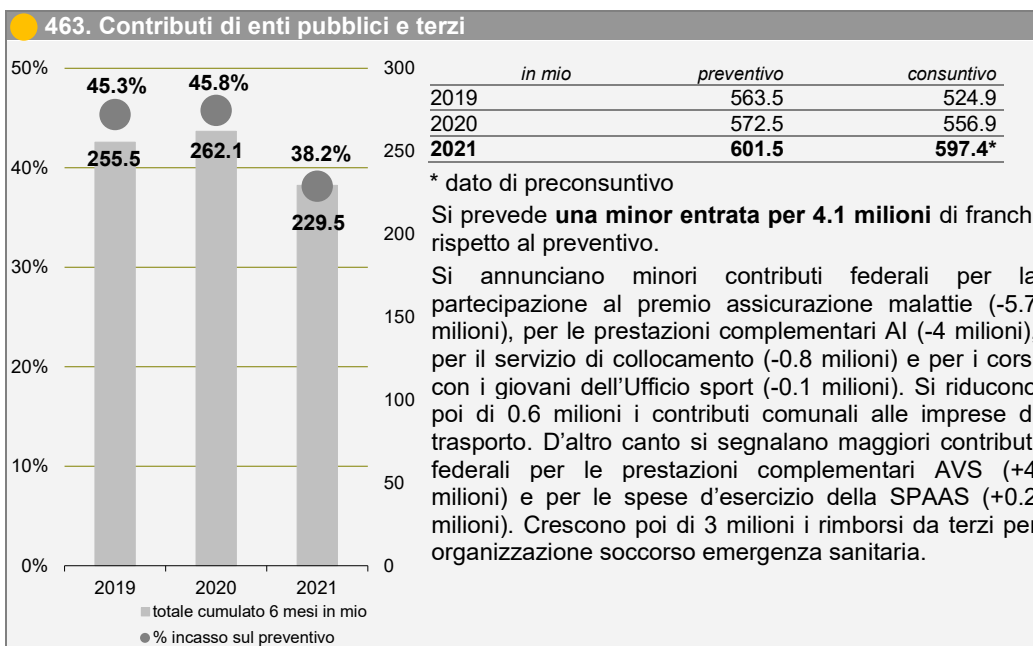 463. Contributi di enti pubblici e terzi
50%
40%
30%
20%
10%
0%
45.3%
45.8%
38.2%
255.5
262.1
229.5
300
250
200
150
100
50
0
2019 2020 2021
totale cumulato 6 mesi in mio
% incasso sul preventivo
in mio preventivo consuntivo
2019 563.5 524.9
2020 572.5 556.9
2021 601.5 597.4*
* dato di preconsuntivo
Si prevede una minor entrata per 4.1 milioni di franch
rispetto al preventivo.
Si annunciano minori contributi federali per la
partecipazione al premio assicurazione malattie (-5.7
milioni), per le prestazioni complementari AI (-4 milioni),
per il servizio di collocamento (-0.8 milioni) e per i cors
con i giovani dell’Ufficio sport (-0.1 milioni). Si riducono
poi di 0.6 milioni i contributi comunali alle imprese d
trasporto. D’altro canto si segnalano maggiori contribut
federali per le prestazioni complementari AVS (+4
milioni) e per le spese d’esercizio della SPAAS (+0.2
milioni). Crescono poi di 3 milioni i rimborsi da terzi per
organizzazione soccorso emergenza sanitaria.